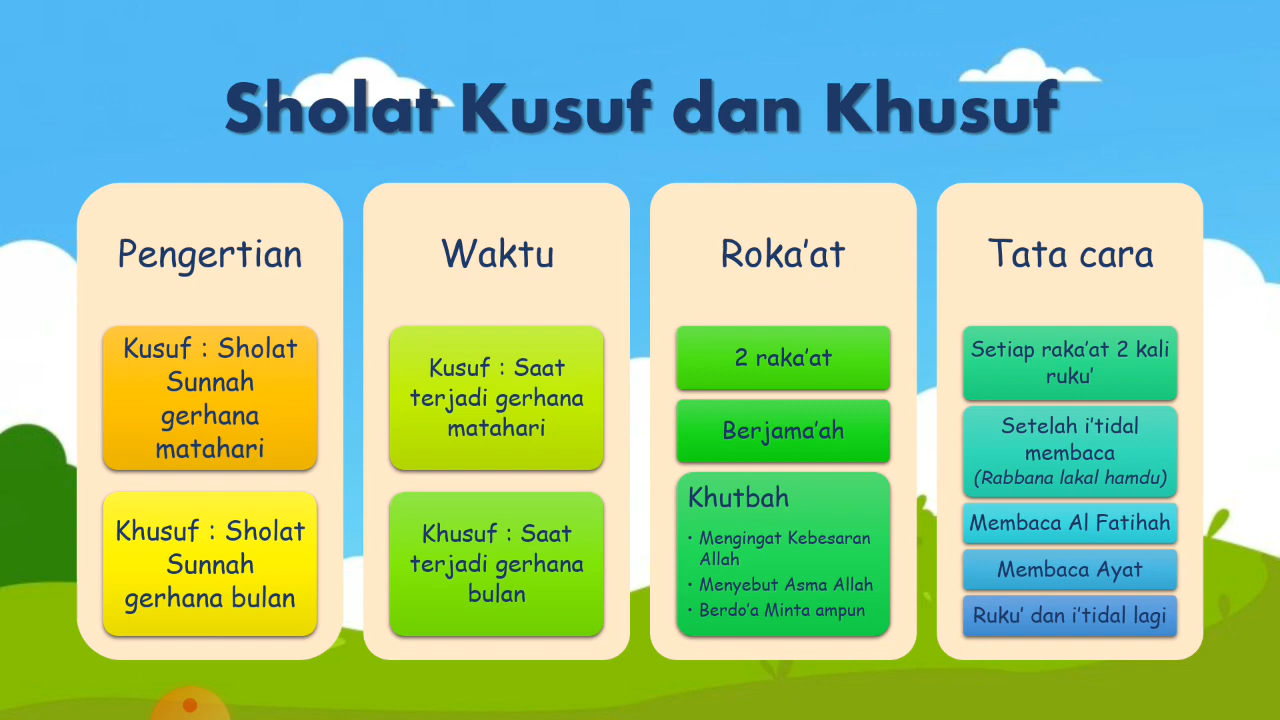 Sholat Kusuf dan Khusuf
Pengertian
Kusuf : Sholat
Sunnah
gerhana
matahari
Khusuf : Sholat
Sunnah
gerhana bulan
Waktu
Kusuf : Saat
terjadi gerhana
matahari
Khusuf : Saat
terjadi gerhana
bulan
Roka’at
2 raka’at
Berjama’ah
Khutbah
• Mengingat Kebesaran
Allah
• Menyebut Asma Allah
• Berdo’a Minta ampun
Tata cara
Setiap raka’at 2 kali
ruku’
Setelah i’tidal
membaca
(Rabbana lakal hamdu)
Membaca Al Fatihah
Membaca Ayat
Ruku’ dan i’tidal lagi